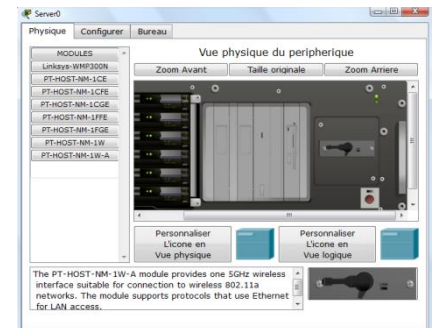 Server0
Physique
Configurer
Bureau
MODULES
Linksys-WMP300N
PT-HOST-NM-1CE
PT-HOST-NM-1CFE
PT-HOST-NM-1CGE
PT-HOST-NM-1FFE
PT-HOST-NM-1FGE
PT-HOST-NM-1W
PT-HOST-NM-1W-A
Vue physique du peripherique
Zoom Avant
Taille originale
Zoom Arriere
Personnaliser
L'icone en
Vue physique
Personnaliser
L'icone en
Vue logique
The PT-HOST-NM-1W-A module provides one 5GHz wireless
interface suitable for connection to wireless 802.11a
networks. The module supports protocols that use Ethernet
for LAN access.